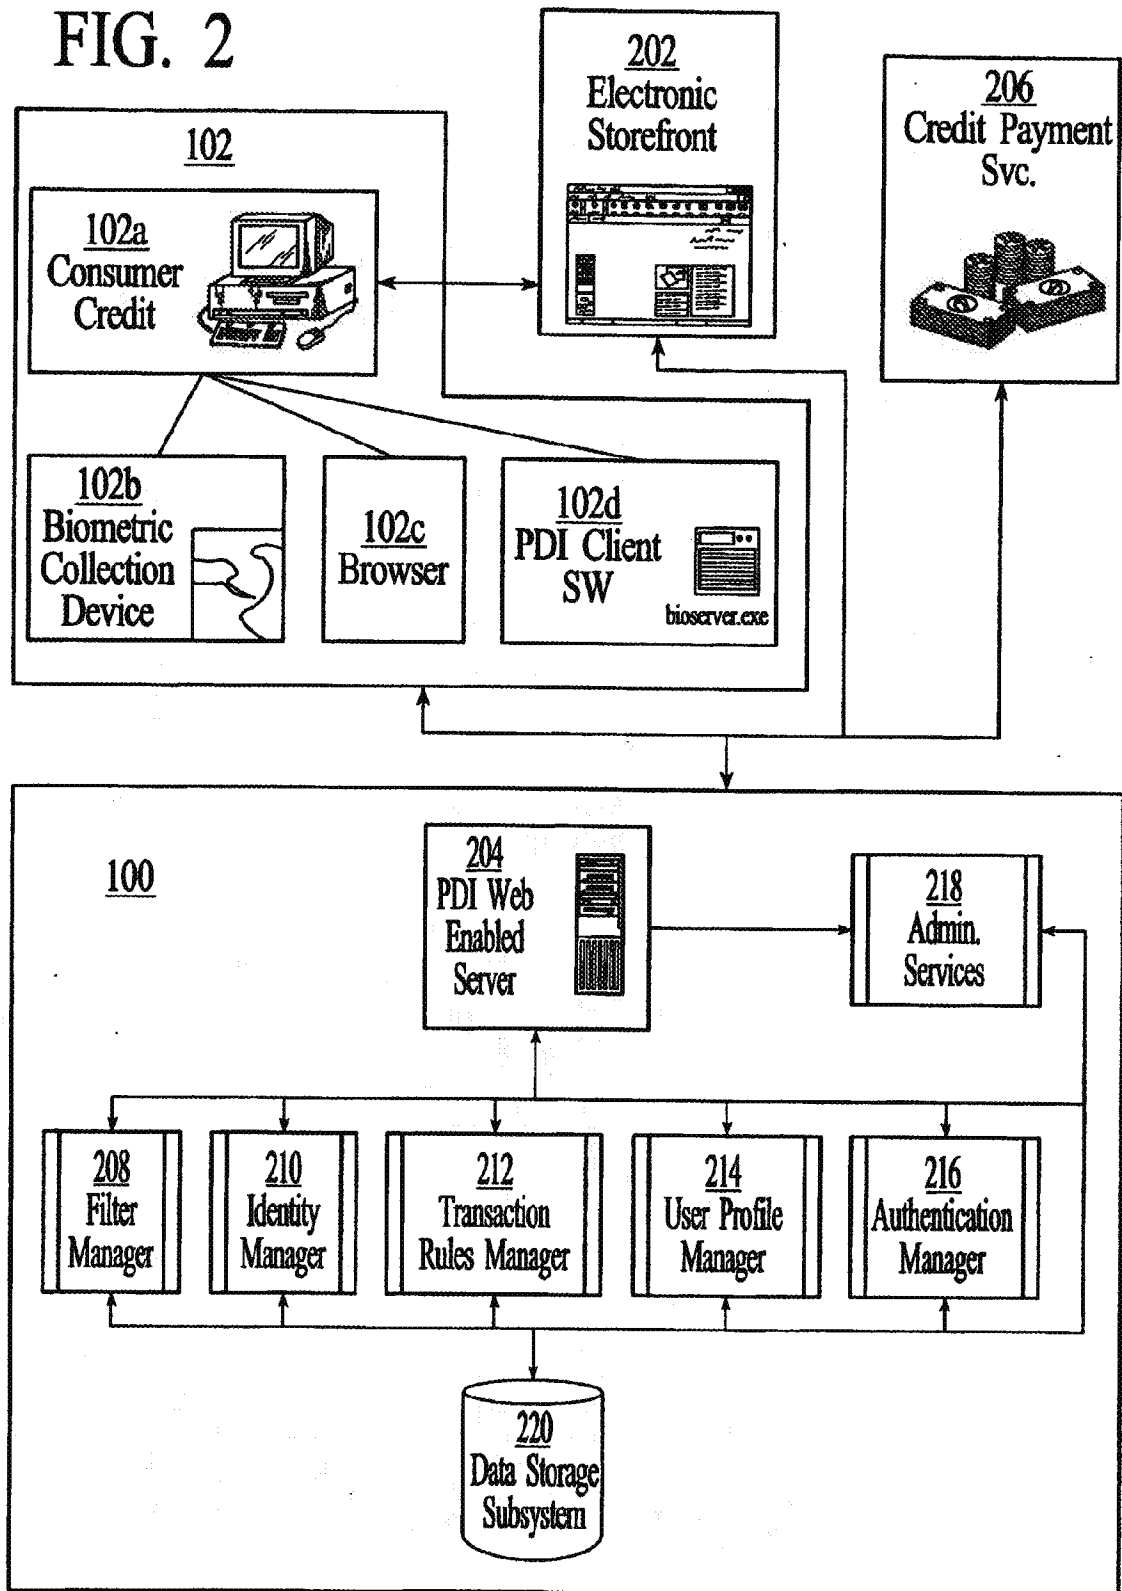 FIG. 2
202
Electronic
Storefront
206
Credit Payment
Svc.
102
102a
Consumer
Credit
102b
Biometric
Collection
Device
102c
Browser
102d
PDI Client
SW
bioserver.exe
100
204
PDI Web
Enabled
Server
218
Admin.
Services
208
Filter
Manager
210
Identity
Manager
212
Transaction
Rules Manager
214
User Profile
Manager
216
Authentication
Manager
220
Data Storage
Subsystem